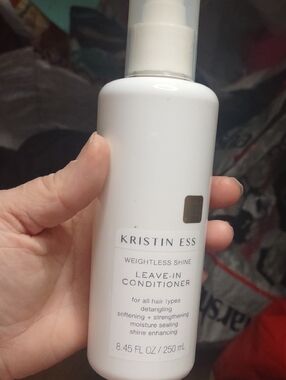 KRISTIN ESS
WEIGHTLESS SHINE
LEAVE-IN
CONDITIONER
for all hair types
detangling
softening + strengthening
moisture sealing
shine enhancing
8.45 FL OZ / 250 mL